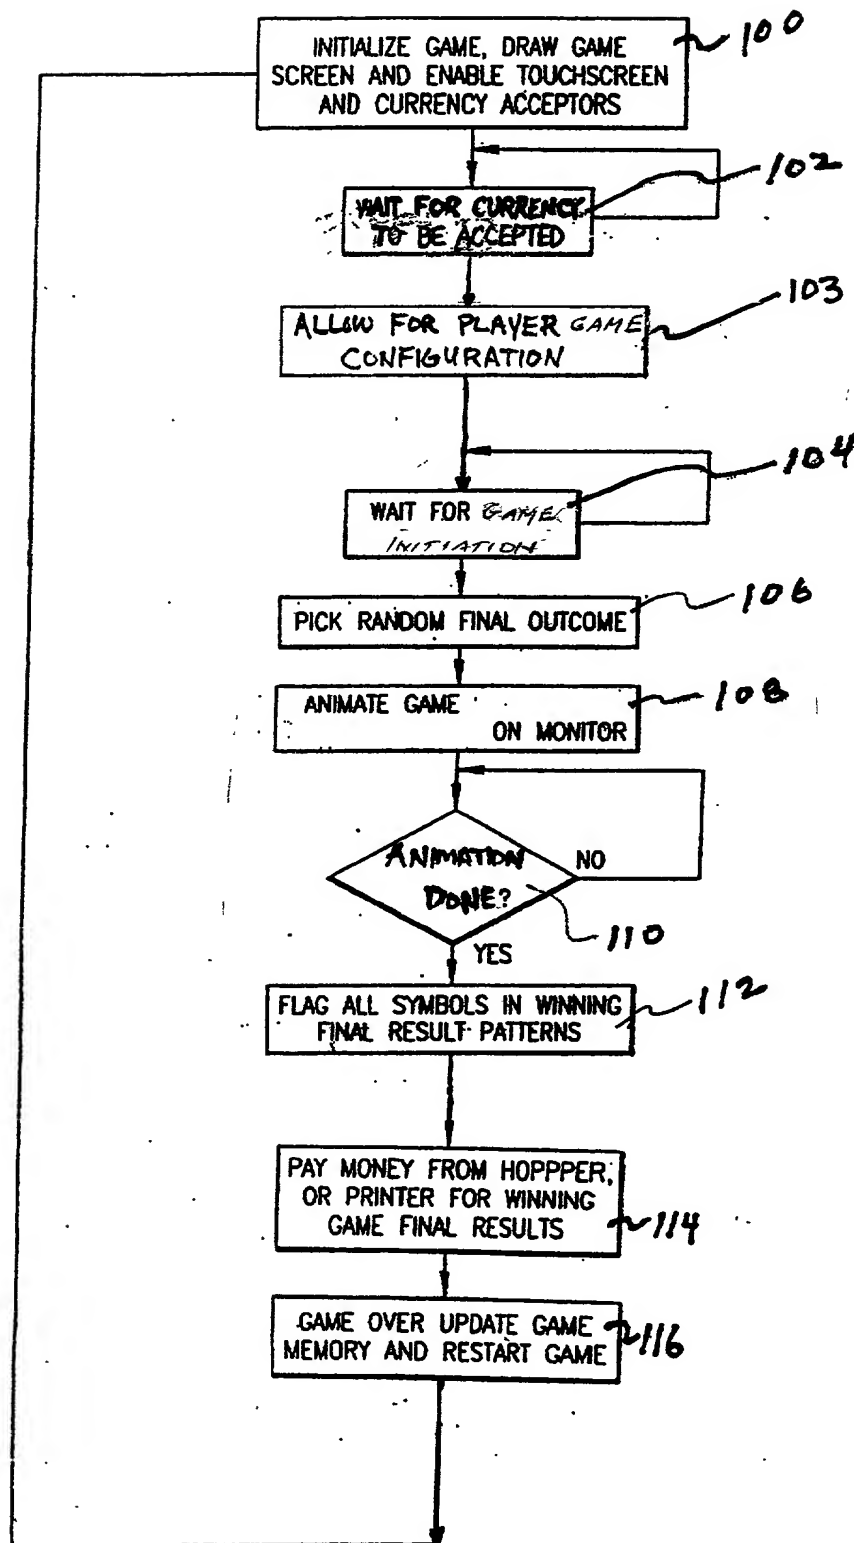 INITIALIZE GAME, DRAW GAME
SCREEN AND ENABLE TOUCHSCREEN
AND CURRENCY ACCEPTORS
100
WAIT FOR CURRENCY
TO BE ACCEPTED
102
ALLOW FOR PLAYER GAME
CONFIGURATION
103
WAIT FOR GAME
INITIATION
104
PICK RANDOM FINAL OUTCOME
106
ANIMATE GAME
ON MONITOR
108
ANIMATION
DONE?
NO
110
YES
FLAG ALL SYMBOLS IN WINNING
FINAL RESULT PATTERNS
112
PAY MONEY FROM HOPPPER,
OR PRINTER FOR WINNING
GAME FINAL RESULTS
114
GAME OVER UPDATE GAME
MEMORY AND RESTART GAME
116